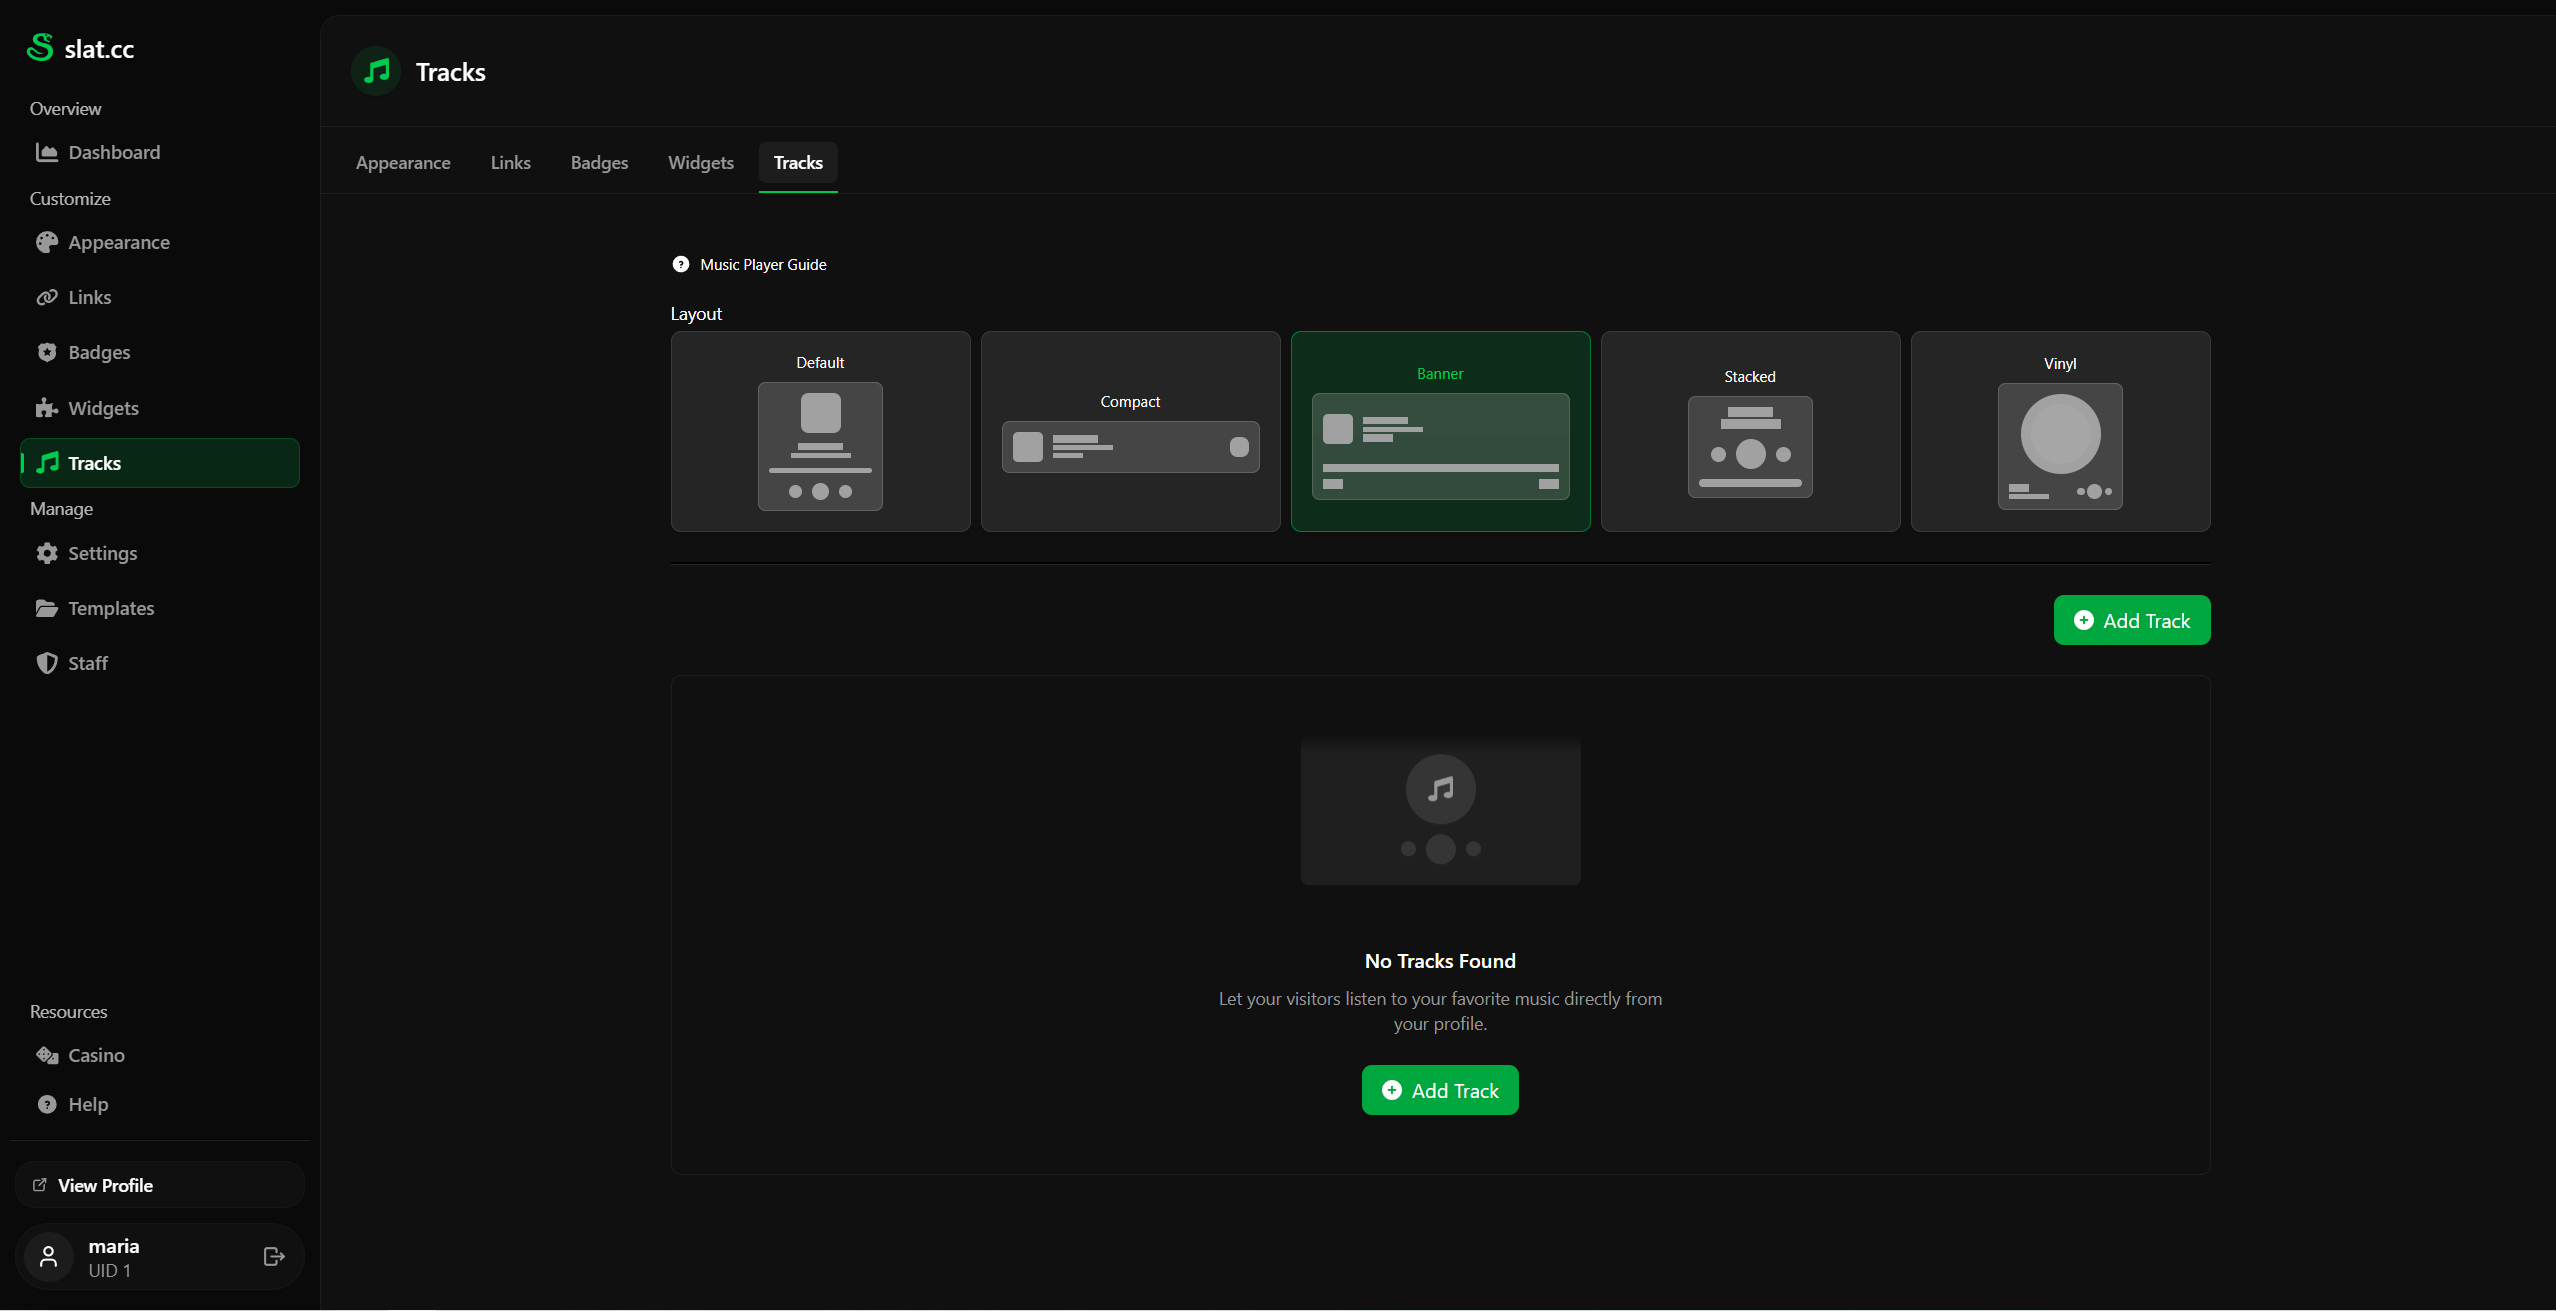 slat.cc
Overview
Dashboard
Customize
Appearance
Links
Badges
Widgets
Tracks
Manage
Settings
Templates
Staff
Resources
Casino
Help
View Profile
maria
UID 1
Tracks
Appearance
Links
Badges
Widgets
Tracks
Music Player Guide
Layout
Default
Compact
Banner
Stacked
Vinyl
Add Track
No Tracks Found
Let your visitors listen to your favorite music directly from
your profile.
Add Track